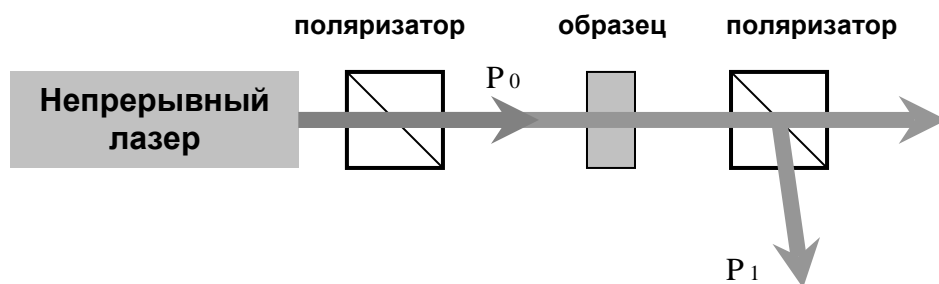 поляризатор образец поляризатор
P 0
Непрерывный
лазер
P 1